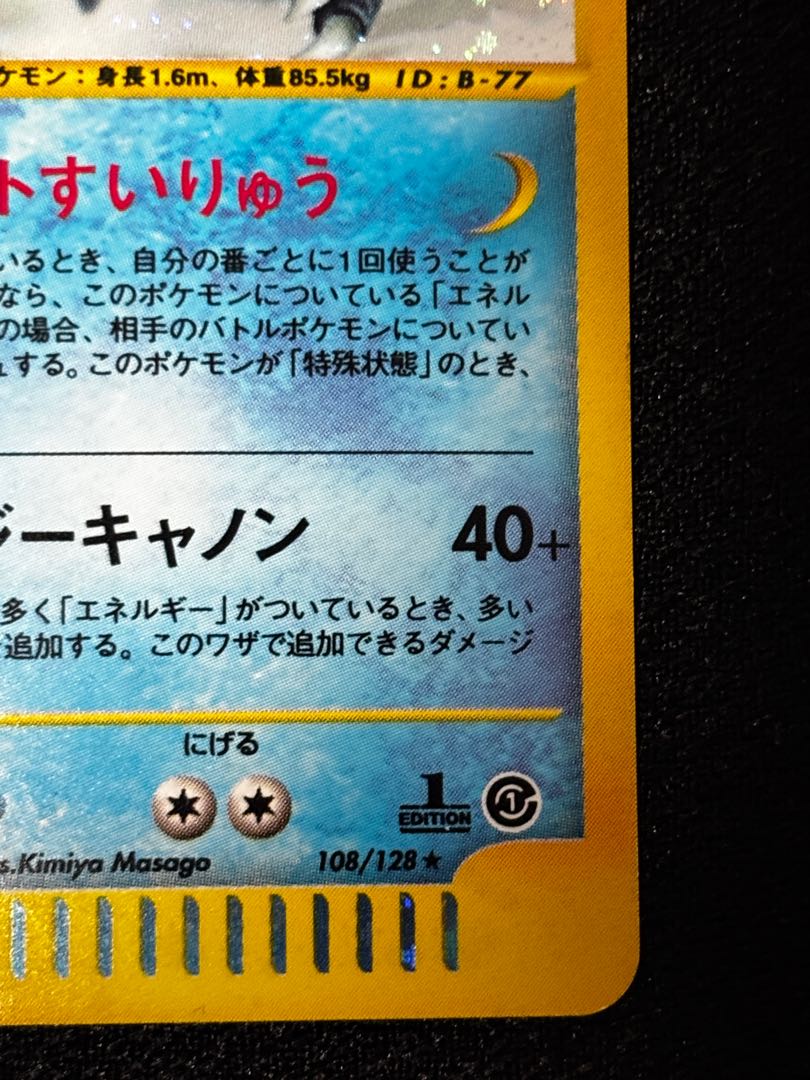 ケモン：身長1.6m、体重85.5kg ID：B-77
トすいりゅう
いるとき、自分の番ごとに1回使うことが
なら、このポケモンについている「エネル
の場合、相手のバトルポケモンについてい
ュする。このポケモンが「特殊状態」のとき、
ジーキャノン 40+
多く「エネルギー」がついているとき、多い
追加する。このワザで追加できるダメージ
にげる
1 EDITION 1
s.Kimiya Masago 108/128★